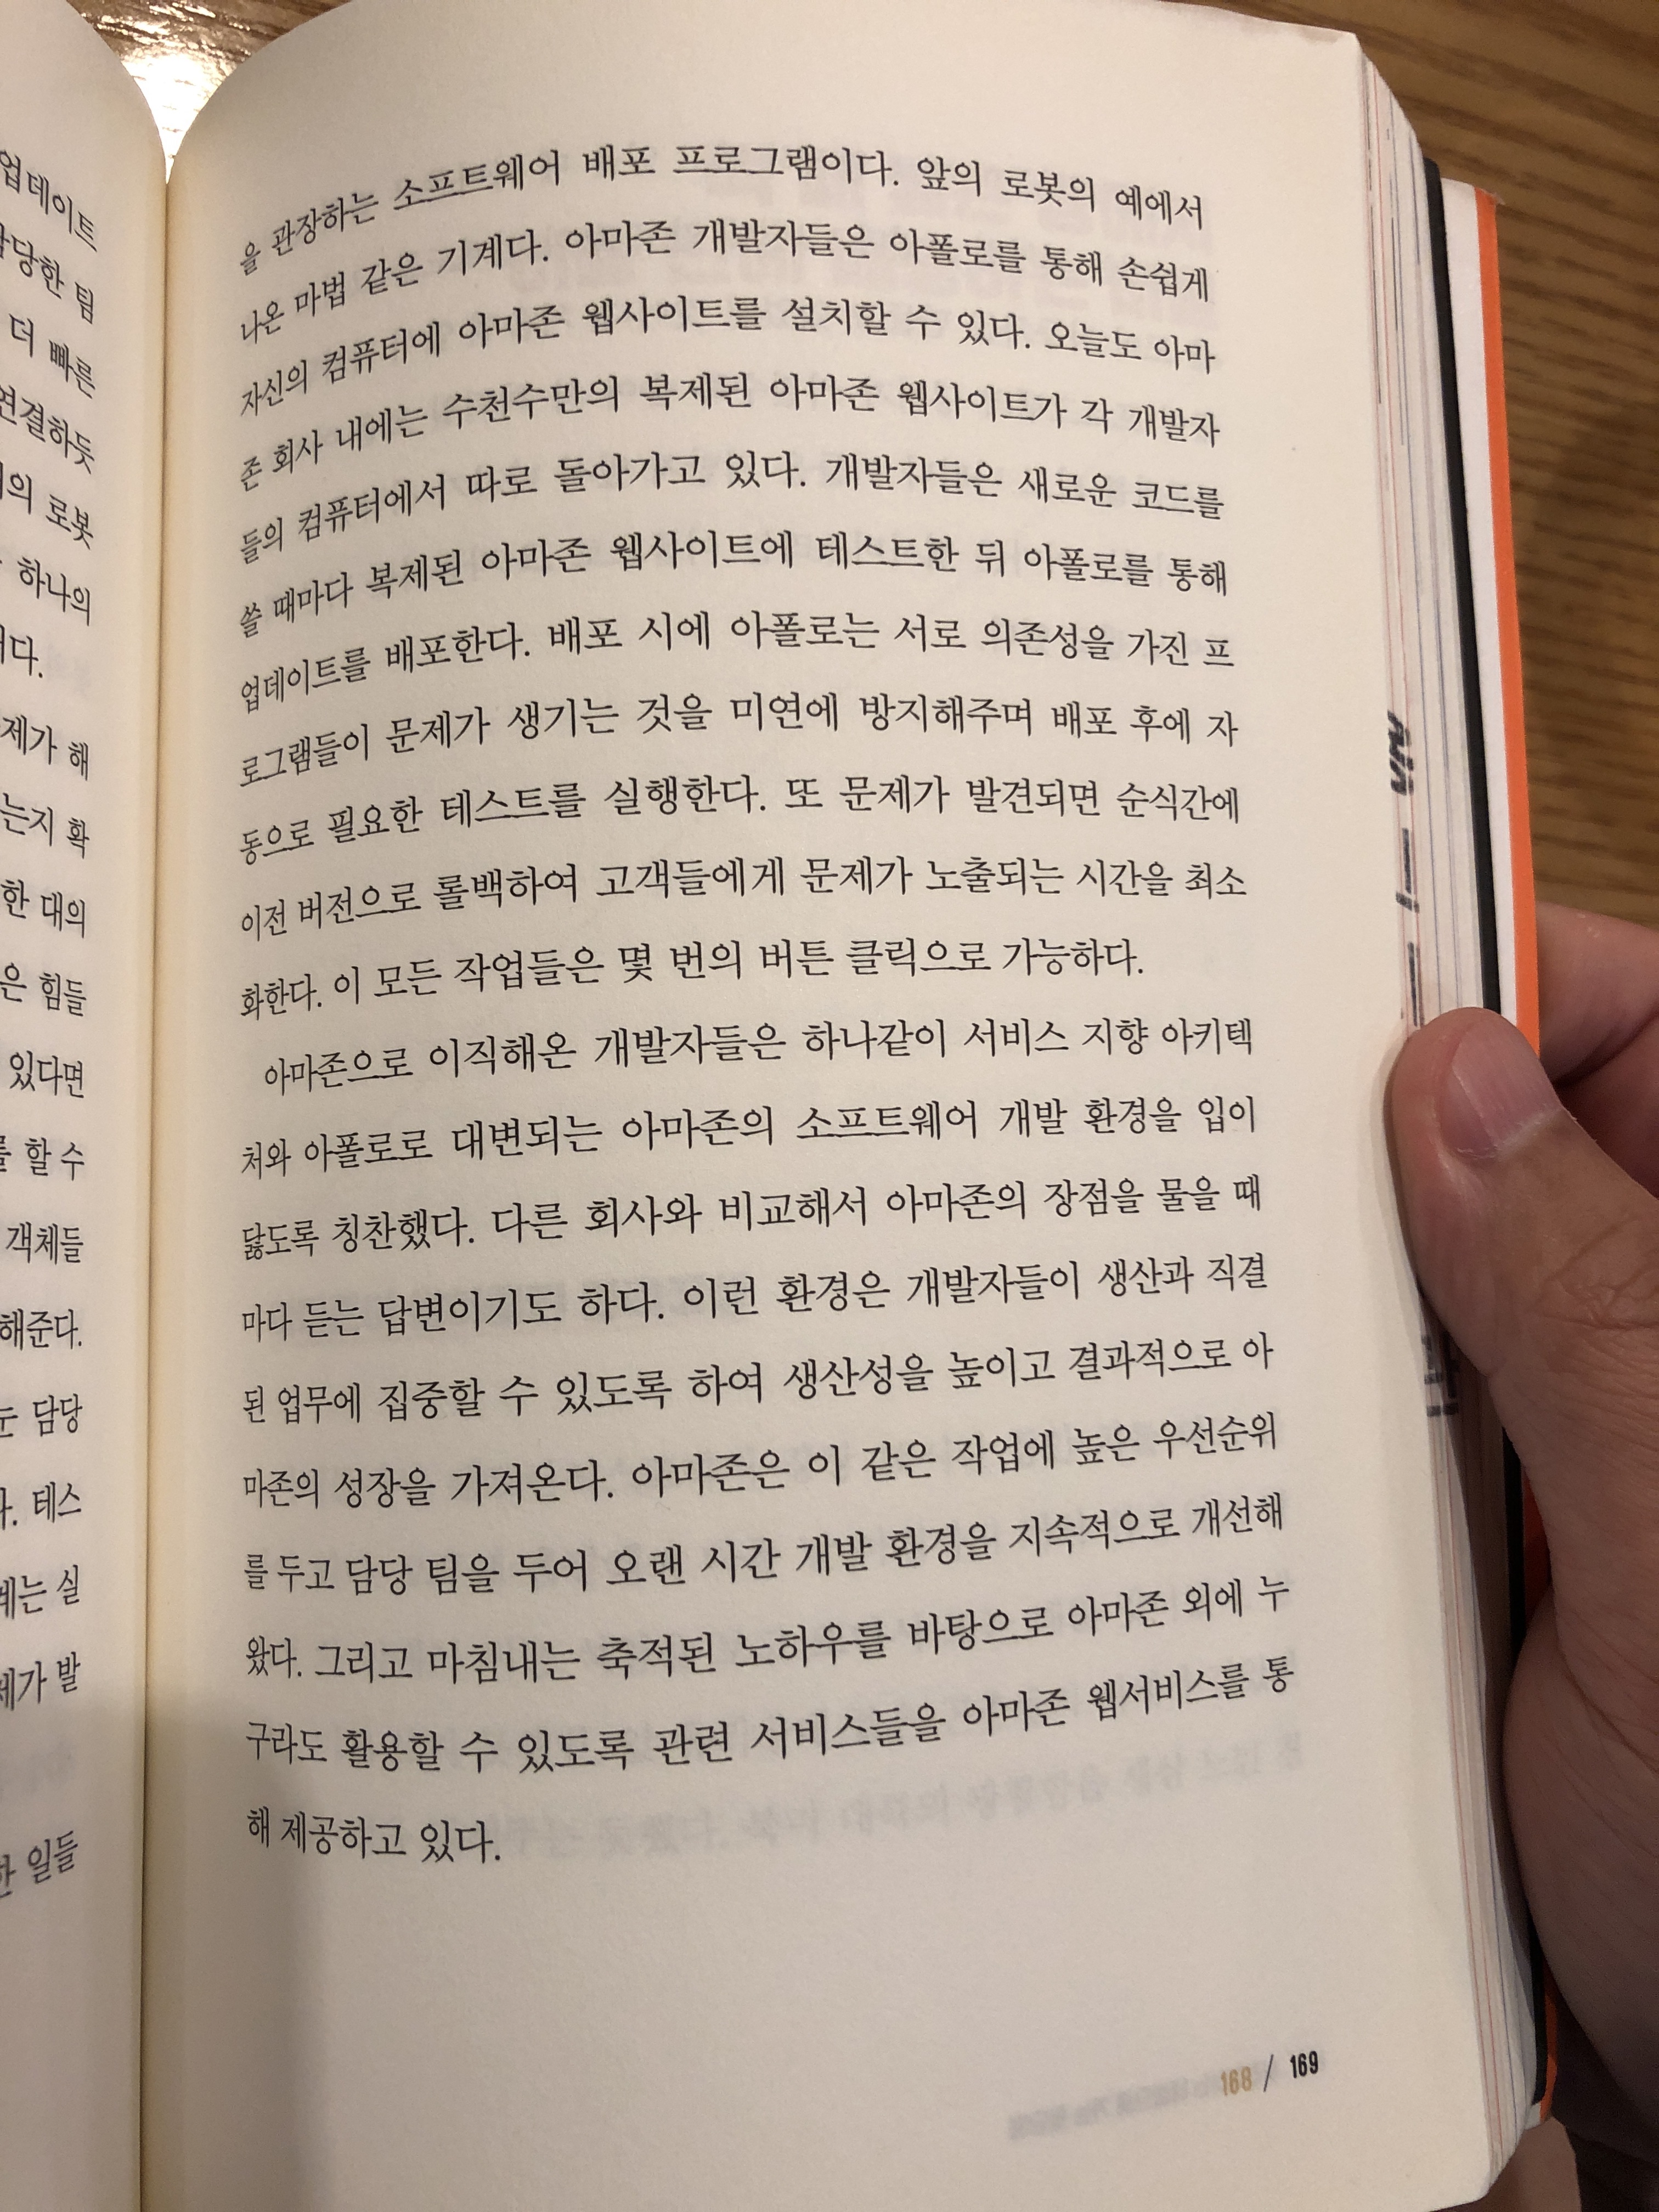 업데이트
당한 팀
더 빠른
연결하듯
의 로봇
하나의
다.
제가 해
는지 확
한 대의
은 힘들
있다면
를 할 수
객체들
해준다.
는 담당
테스
계는 실
제가 발
한 일들
을 관장하는 소프트웨어 배포 프로그램이다. 앞의 로봇의 예에서
나온 마법 같은 기계다. 아마존 개발자들은 아폴로를 통해 손쉽게
자신의 컴퓨터에 아마존 웹사이트를 설치할 수 있다. 오늘도 아마
존 회사 내에는 수천수만의 복제된 아마존 웹사이트가 각 개발자
들의 컴퓨터에서 따로 돌아가고 있다. 개발자들은 새로운 코드를
쓸 때마다 복제된 아마존 웹사이트에 테스트한 뒤 아폴로를 통해
업데이트를 배포한다. 배포 시에 아폴로는 서로 의존성을 가진 프
로그램들이 문제가 생기는 것을 미연에 방지해주며 배포 후에 자
동으로 필요한 테스트를 실행한다. 또 문제가 발견되면 순식간에
이전 버전으로 롤백하여 고객들에게 문제가 노출되는 시간을 최소
화한다. 이 모든 작업들은 몇 번의 버튼 클릭으로 가능하다.
아마존으로 이직해온 개발자들은 하나같이 서비스 지향 아키텍
처와 아폴로로 대변되는 아마존의 소프트웨어 개발 환경을 입이
닳도록 칭찬했다. 다른 회사와 비교해서 아마존의 장점을 물을 때
마다 듣는 답변이기도 하다. 이런 환경은 개발자들이 생산과 직결
된 업무에 집중할 수 있도록 하여 생산성을 높이고 결과적으로 아
마존의 성장을 가져온다. 아마존은 이 같은 작업에 높은 우선순위
를 두고 담당 팀을 두어 오랜 시간 개발 환경을 지속적으로 개선해
왔다. 그리고 마침내는 축적된 노하우를 바탕으로 아마존 외에 누
구라도 활용할 수 있도록 관련 서비스들을 아마존 웹서비스를 통
해 제공하고 있다.
168 / 169